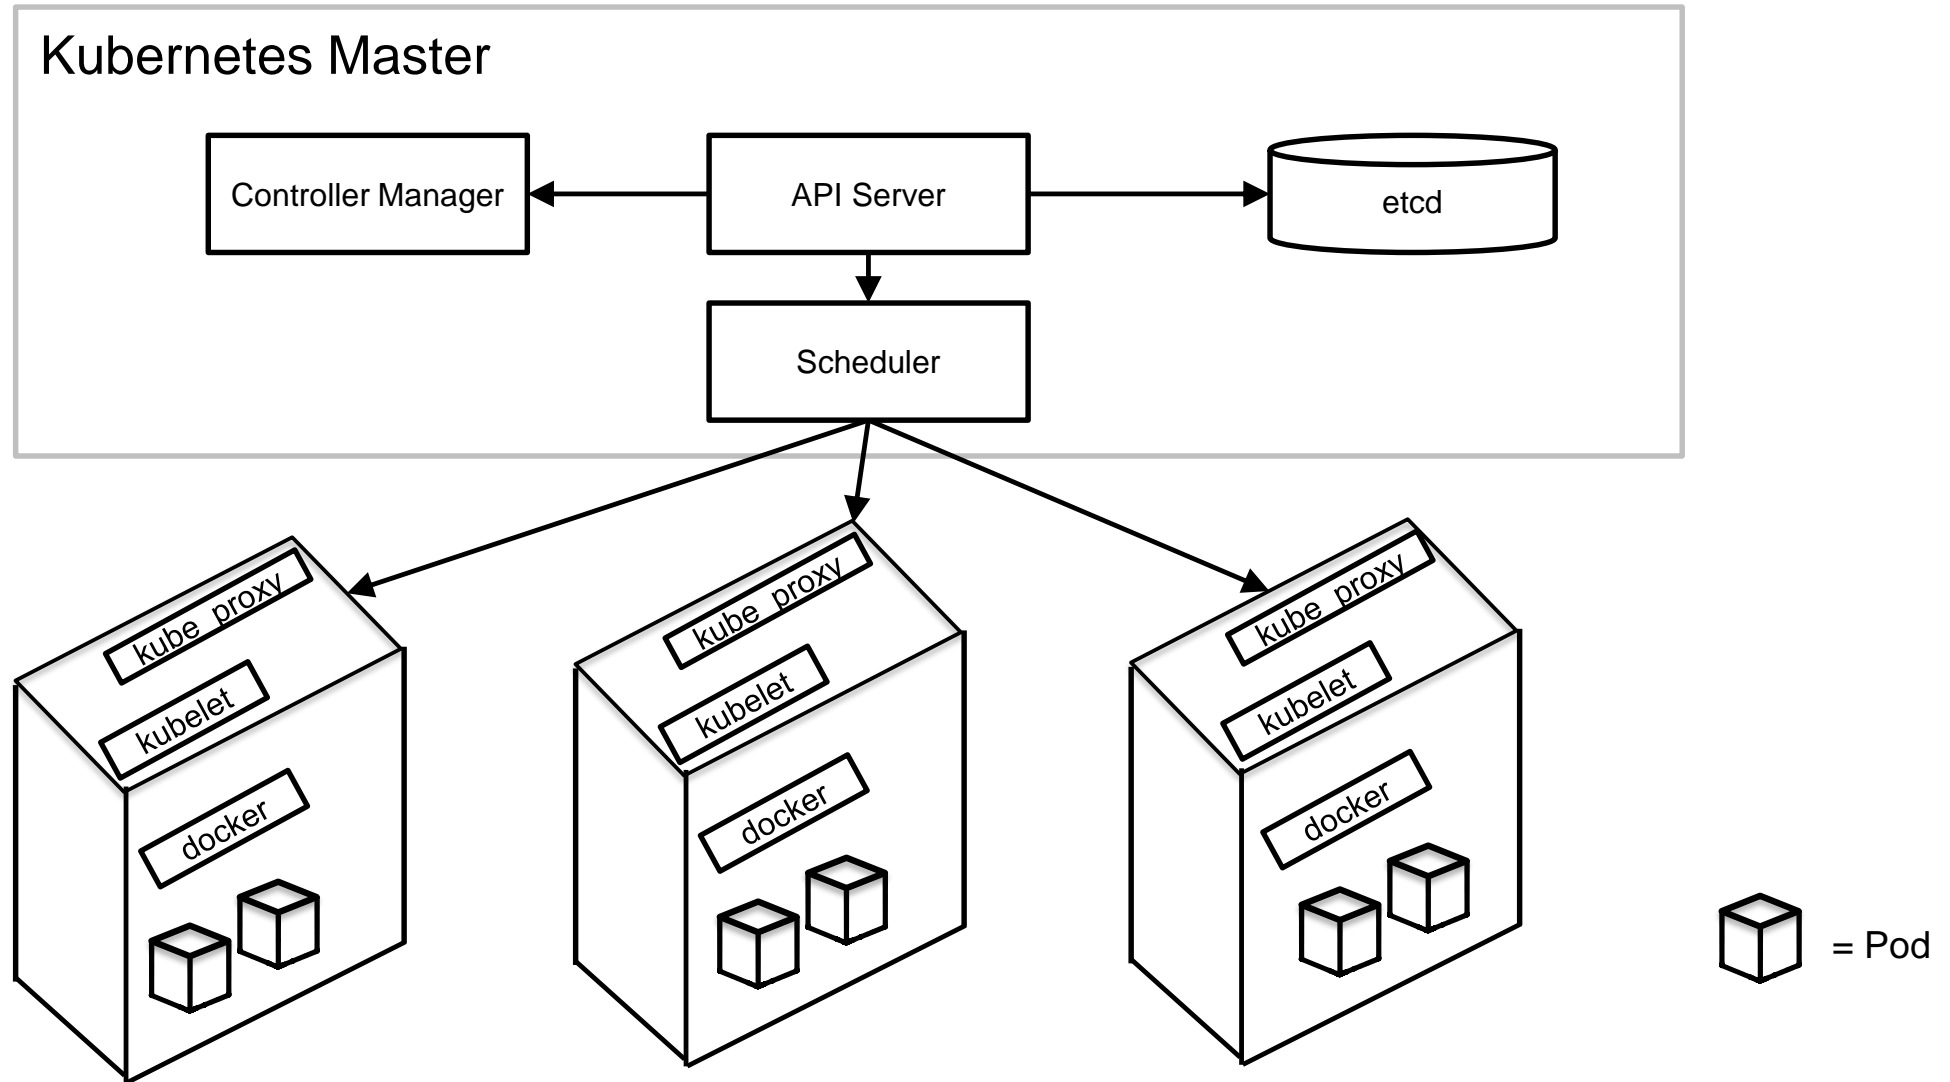 Kubernetes Master
Controller Manager
API Server
etcd
Scheduler
kube_proxy
kubelet
docker
kube_proxy
kubelet
docker
kube_proxy
kubelet
docker
= Pod